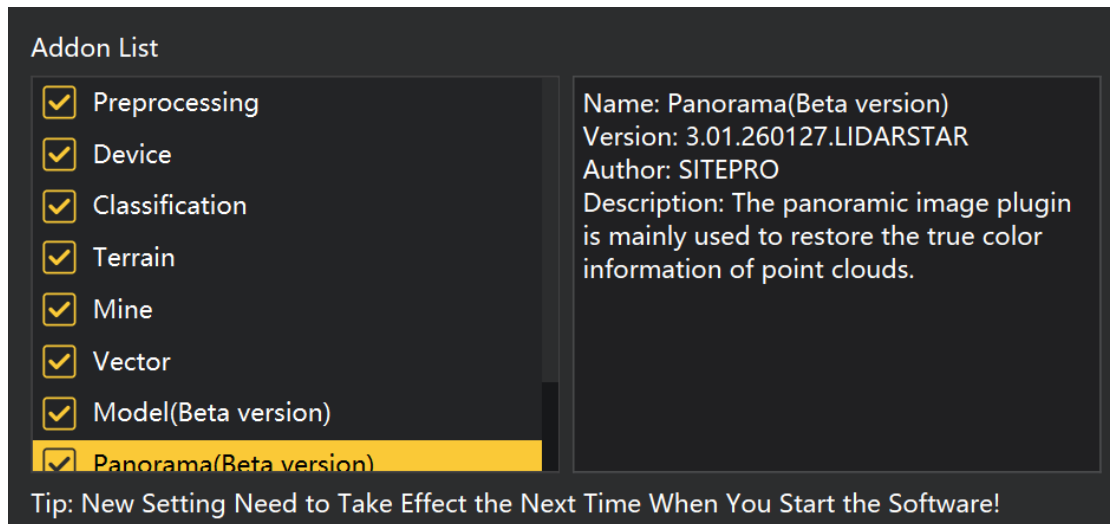 Addon List
Preprocessing
Device
Classification
Terrain
Mine
Vector
Model(Beta version)
Panorama(Beta version)
Name: Panorama(Beta version)
Version: 3.01.260127.LIDARSTAR
Author: SITEPRO
Description: The panoramic image plugin
is mainly used to restore the true color
information of point clouds.
Tip: New Setting Need to Take Effect the Next Time When You Start the Software!